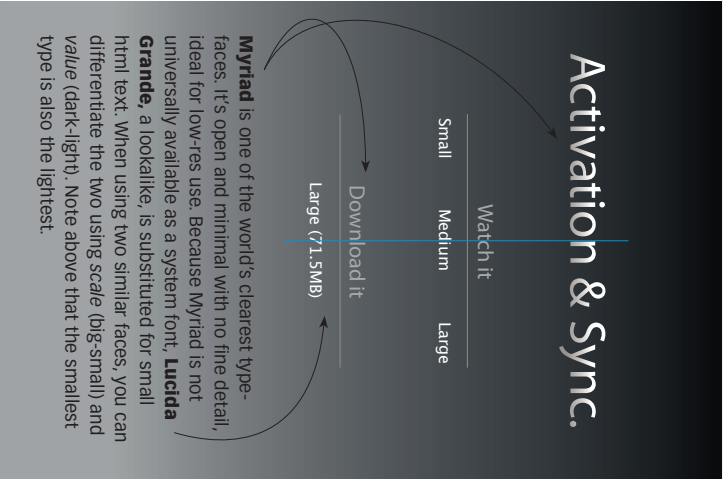 Activation & Sync.
Watch it
Small Medium Large
Download it
Large (71.5MB)
Myriad is one of the world's clearest type-
faces. It's open and minimal with no fine detail,
ideal for low-res use. Because Myriad is not
universally available as a system font, Lucida
Grande, a lookalike, is substituted for small
html text. When using two similar faces, you can
differentiate the two using scale (big-small) and
value (dark-light). Note above that the smallest
type is also the lightest.